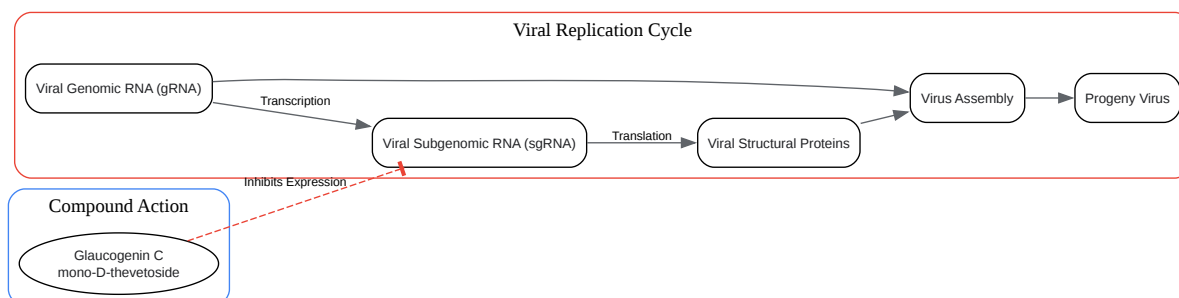 Viral Replication Cycle
Viral Genomic RNA (gRNA)
Transcription
Virus Assembly
Progeny Virus
Viral Subgenomic RNA (sgRNA)
Translation
Viral Structural Proteins
Inhibits Expression
Compound Action
Glaucogenin C
mono-D-thevetoside